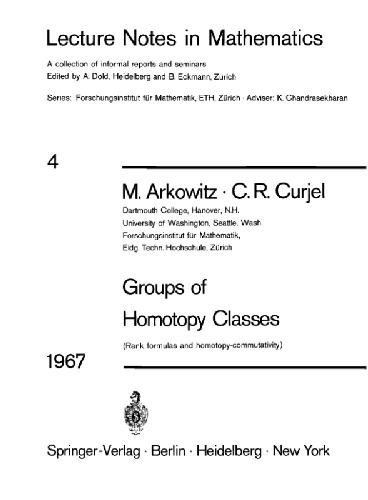 Lecture Notes in Mathematics
A collection of informal reports and seminars
Edited by A. Dold, Heidelberg and B. Eckmann, Zürich
Series: Forschungsinstitut für Mathematik, ETH, Zürich · Adviser: K. Chandrasekharan
4
M. Arkowitz · C. R. Curjel
Dartmouth College, Hanover, N.H.
University of Washington, Seattle, Wash.
Forschungsinstitut für Mathematik,
Eidg. Techn. Hochschule, Zürich
Groups of
Homotopy Classes
(Rank formulas and homotopy-commutativity)
1967
Springer-Verlag · Berlin · Heidelberg · New York